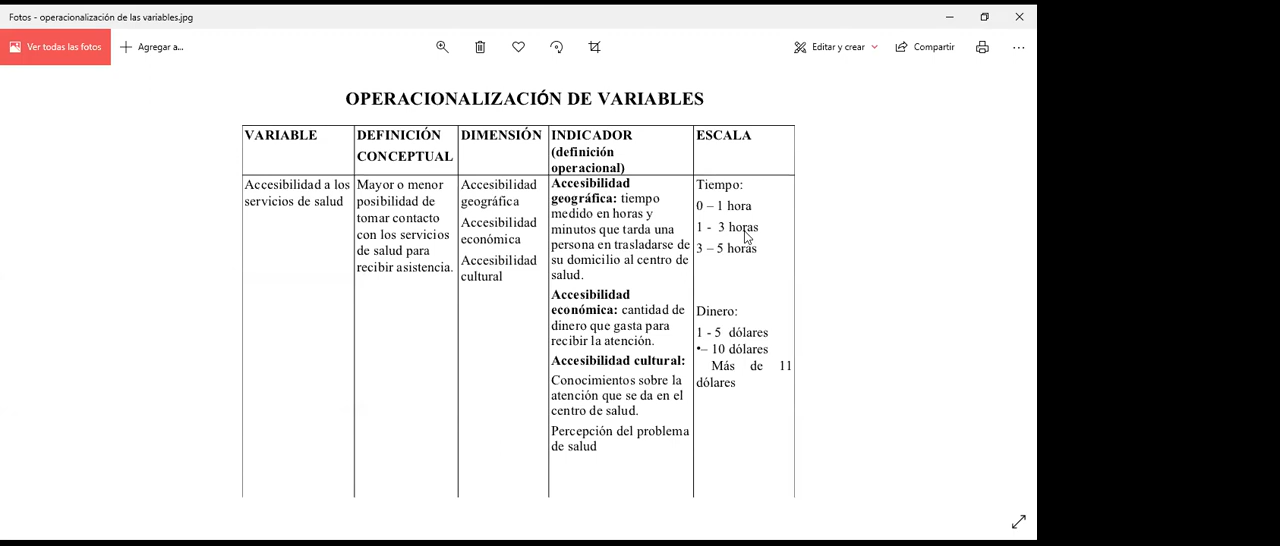 Fotos - operacionalización de las variables.jpg
Ver todas las fotos
Agregar a...
Editar y crear
Compartir
OPERACIONALIZACIÓN DE VARIABLES
VARIABLE
DEFINICIÓN
CONCEPTUAL
DIMENSIÓN
INDICADOR
(definición
operacional)
ESCALA
Accesibilidad a los
servicios de salud
Mayor o menor
posibilidad de
tomar contacto
con los servicios
de salud para
recibir asistencia.
Accesibilidad
geográfica
Accesibilidad
económica
Accesibilidad
cultural
Accesibilidad
geográfica: tiempo
medido en horas y
minutos que tarda una
persona en trasladarse de
su domicilio al centro de
salud.
Accesibilidad
económica: cantidad de
dinero que gasta para
recibir la atención.
Accesibilidad cultural:
Conocimientos sobre la
atención que se da en el
centro de salud.
Percepción del problema
de salud
Tiempo:
0 – 1 hora
1 - 3 horas
3 – 5 horas
Dinero:
1 - 5 dólares
•– 10 dólares
Más de 11
dólares